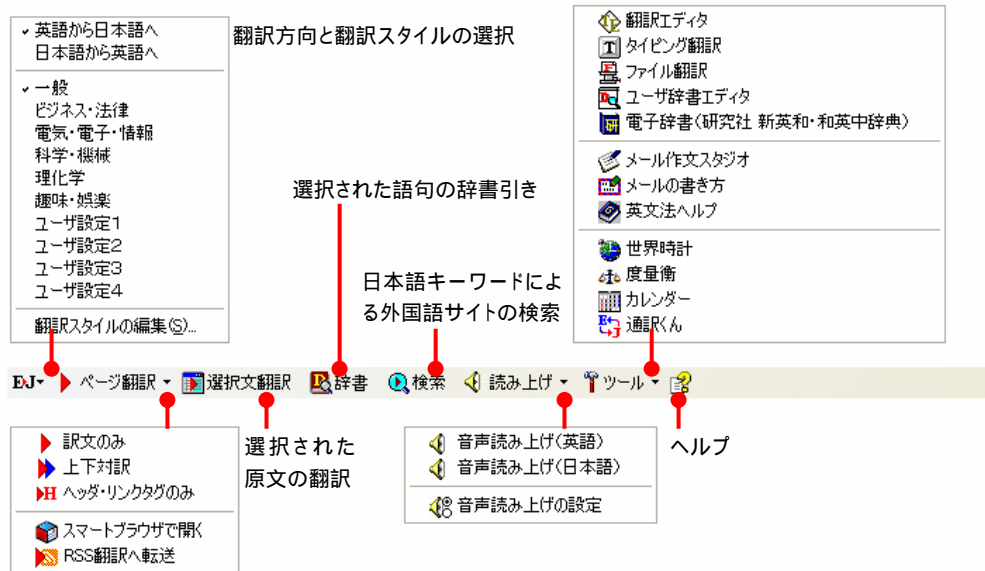 英語から日本語へ
日本語から英語へ
一般
ビジネス・法律
電気・電子・情報
科学・機械
理化学
趣味・娯楽
ユーザ設定1
ユーザ設定2
ユーザ設定3
ユーザ設定4
翻訳スタイルの編集(S)...
翻訳方向と翻訳スタイルの選択
選択された語句の辞書引き
日本語キーワードによ
る外国語サイトの検索
翻訳エディタ
タイピング翻訳
ファイル翻訳
ユーザ辞書エディタ
電子辞書(研究社 新英和・和英中辞典)
メール作文スタジオ
メールの書き方
英文法ヘルプ
世界時計
度量衡
カレンダー
通訳くん
EJ ページ翻訳 選択文翻訳 辞書 検索 読み上げ ツール
訳文のみ
上下対訳
H ヘッダ・リンクタグのみ
スマートブラウザで開く
RSS翻訳へ転送
選択された
原文の翻訳
音声読み上げ(英語)
音声読み上げ(日本語)
音声読み上げの設定
ヘルプ